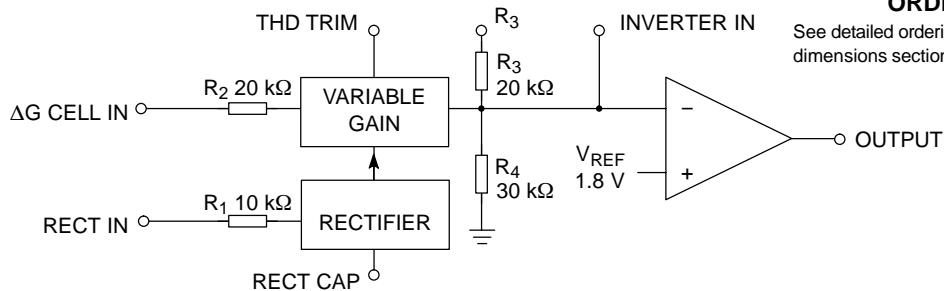 ORD
THD TRIM
R3
INVERTER IN
See detailed orderi
dimensions section
R3
20 kΩ
R2 20 kΩ
VARIABLE
GAIN
ΔG CELL IN
−
OUTPUT
VREF
1.8 V
+
R4
30 kΩ
R1 10 kΩ
RECT IN
RECTIFIER
RECT CAP